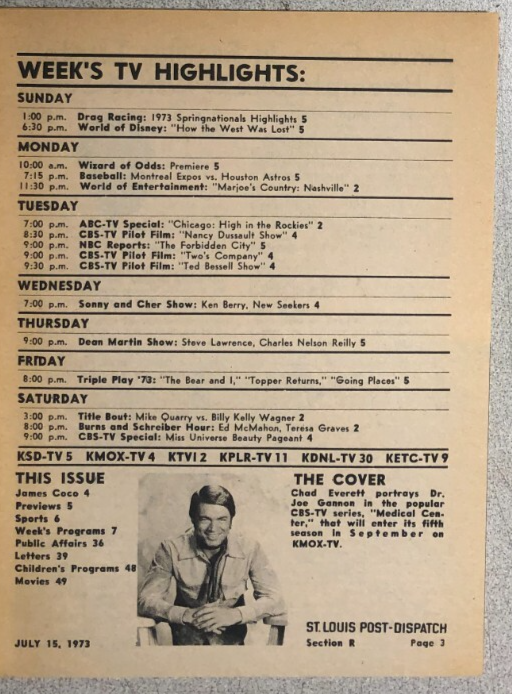 WEEK'S TV HIGHLIGHTS:
SUNDAY
1:00 p.m. Drag Racing: 1973 Springnationals Highlights 5
6:30 p.m. World of Disney: "How the West Was Lost" 5
MONDAY
10:00 a.m. Wizard of Odds: Premiere 5
7:15 p.m. Baseball: Montreal Expos vs. Houston Astros 5
11:30 p.m. World of Entertainment: "Marjoe's Country: Nashville" 2
TUESDAY
7:00 p.m. ABC-TV Special: "Chicago: High in the Rockies" 2
8:30 p.m. CBS-TV Pilot Film: "Nancy Dussault Show" 4
9:00 p.m. NBC Reports: "The Forbidden City" 5
9:00 p.m. CBS-TV Pilot Film: "Two's Company" 4
9:30 p.m. CBS-TV Pilot Film: "Ted Bessell Show" 4
WEDNESDAY
7:00 p.m. Sonny and Cher Show: Ken Berry, New Seekers 4
THURSDAY
9:00 p.m. Dean Martin Show: Steve Lawrence, Charles Nelson Reilly 5
FRIDAY
8:00 p.m. Triple Play '73: "The Bear and I," "Topper Returns," "Going Places" 5
SATURDAY
3:00 p.m. Title Bout: Mike Quarry vs. Billy Kelly Wagner 2
8:00 p.m. Burns and Schreiber Hour: Ed McMahon, Teresa Graves 2
9:00 p.m. CBS-TV Special: Miss Universe Beauty Pageant 4
KSD-TV 5 KMOX-TV 4 KTVI 2 KPLR-TV 11 KDNL-TV 30 KETC-TV 9
THIS ISSUE
James Coco 4
Previews 5
Sports 6
Week's Programs 7
Public Affairs 36
Letters 39
Children's Programs 48
Movies 49
THE COVER
Chad Everett portrays Dr.
Joe Gannon in the popular
CBS-TV series, "Medical Cen-
ter," that will enter its fifth
season in September on
KMOX-TV.
ST. LOUIS POST-DISPATCH
JULY 15, 1973 Section R Page 3